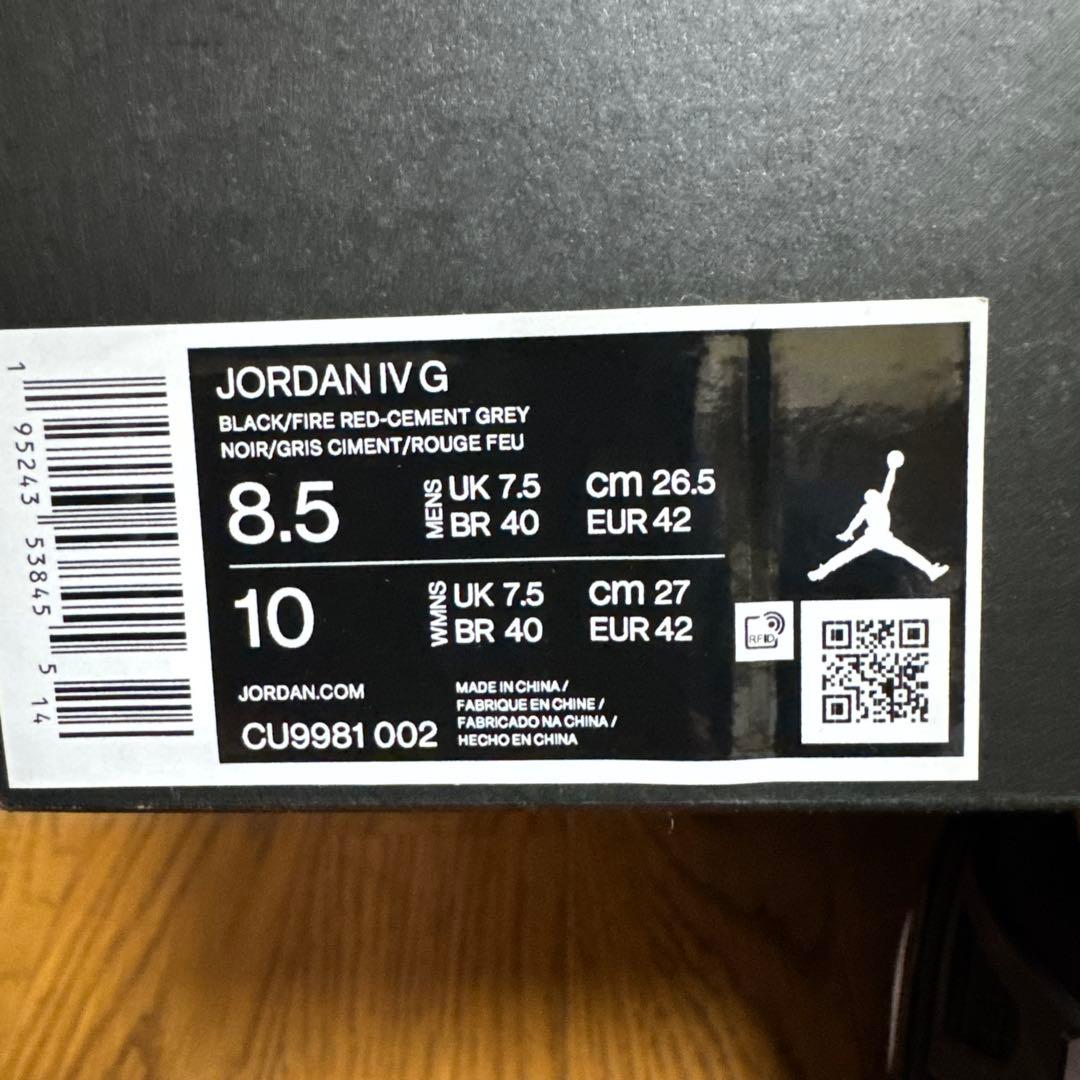 JORDAN IV G
BLACK/FIRE RED-CEMENT GREY
NOIR/GRIS CIMENT/ROUGE FEU
8.5 MENS UK 7.5 cm 26.5
BR 40 EUR 42
10 WMNS UK 7.5 cm 27
BR 40 EUR 42
RFID
JORDAN.COM
CU9981 002
MADE IN CHINA /
FABRIQUE EN CHINE /
FABRICADO NA CHINA /
HECHO EN CHINA
1 95243 53845 5 14